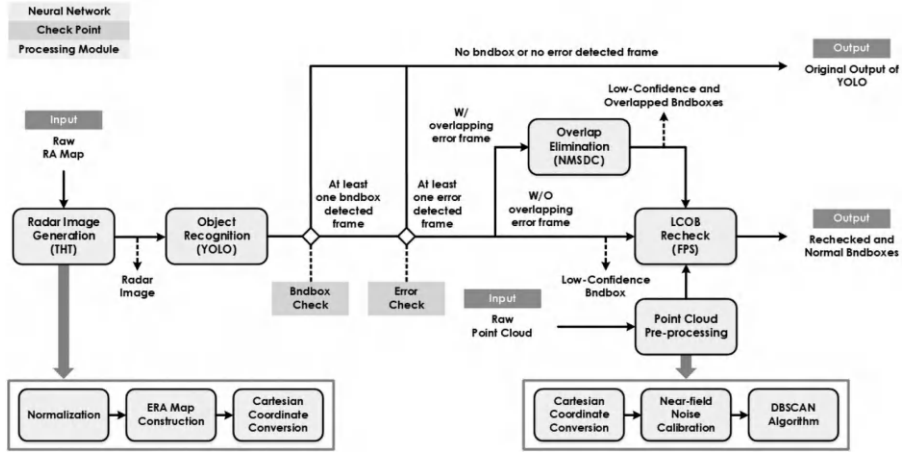 Neural Network
Check Point
Processing Module
No bndbox or no error detected frame
Output
Original Output of
YOLO
Input
Raw
RA Map
W/
overlapping
error frame
Low-Confidence and
Overlapped Bndboxes
Overlap
Elimination
(NMSDC)
At least
one bndbox
detected
frame
At least
one error
detected
frame
W/O
overlapping
error frame
Radar Image
Generation
(THT)
Object
Recognition
(YOLO)
LCOB
Recheck
(FPS)
Output
Rechecked and
Normal Bndboxes
Radar
Image
Bndbox
Check
Error
Check
Low-Confidence
Bndbox
Input
Raw
Point Cloud
Point Cloud
Pre-processing
Normalization
ERA Map
Construction
Cartesian
Coordinate
Conversion
Cartesian
Coordinate
Conversion
Near-field
Noise
Calibration
DBSCAN
Algorithm